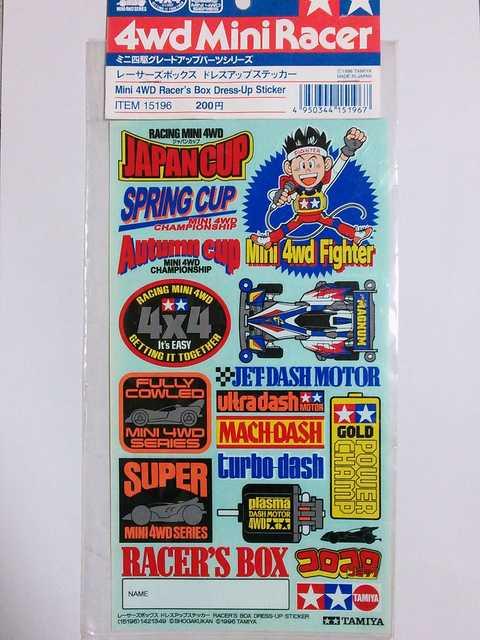 4wd Mini Racer
ミニ四駆グレードアップパーツシリーズ
レーサーズボックス ドレスアップステッカー
©1996 TAMIYA
MADE IN JAPAN
Mini 4WD Racer's Box Dress-Up Sticker
ITEM 15196 200円
4 950344 151967
RACING MINI 4WD
ジャパンカップ
JAPAN CUP
FIGHTER
SPRING CUP
MINI 4WD
CHAMPIONSHIP
Autumn cup
MINI 4WD
CHAMPIONSHIP
Mini 4wd Fighter
RACING MINI 4WD
4x4
It's EASY
GETTING IT TOGETHER
MAGNUM
JET-DASH MOTOR
FULLY
COWLED
MINI 4WD
SERIES
ultra dash MOTOR
MACH-DASH
GOLD
POWER
CHAMP
turbo-dash
SUPER
MINI 4WD SERIES
plasma
DASH MOTOR
4WD
RACER'S BOX
コロコロ
コミック
NAME
TAMIYA
レーサーズボックス ドレスアップステッカー RACER'S BOX DRESS-UP STICKER
(15196)1421349 ©SHOGAKUKAN ©1996 TAMIYA
TAMIYA